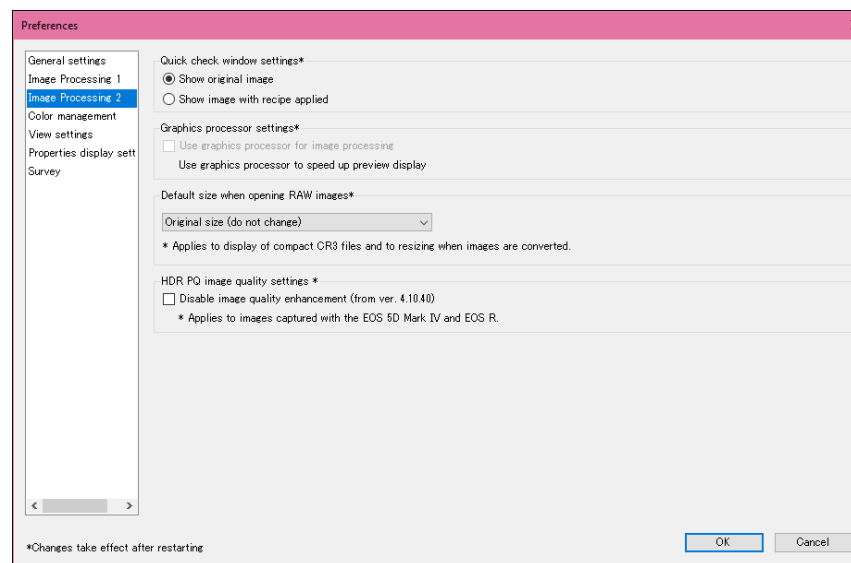 Preferences
General settings
Image Processing 1
Image Processing 2
Color management
View settings
Properties display sett
Survey
Quick check window settings*
Show original image
Show image with recipe applied
Graphics processor settings*
Use graphics processor for image processing
Use graphics processor to speed up preview display
Default size when opening RAW images*
Original size (do not change)
* Applies to display of compact CR3 files and to resizing when images are converted.
HDR PQ image quality settings *
Disable image quality enhancement (from ver. 4.10.40)
* Applies to images captured with the EOS 5D Mark IV and EOS R.
*Changes take effect after restarting
OK
Cancel